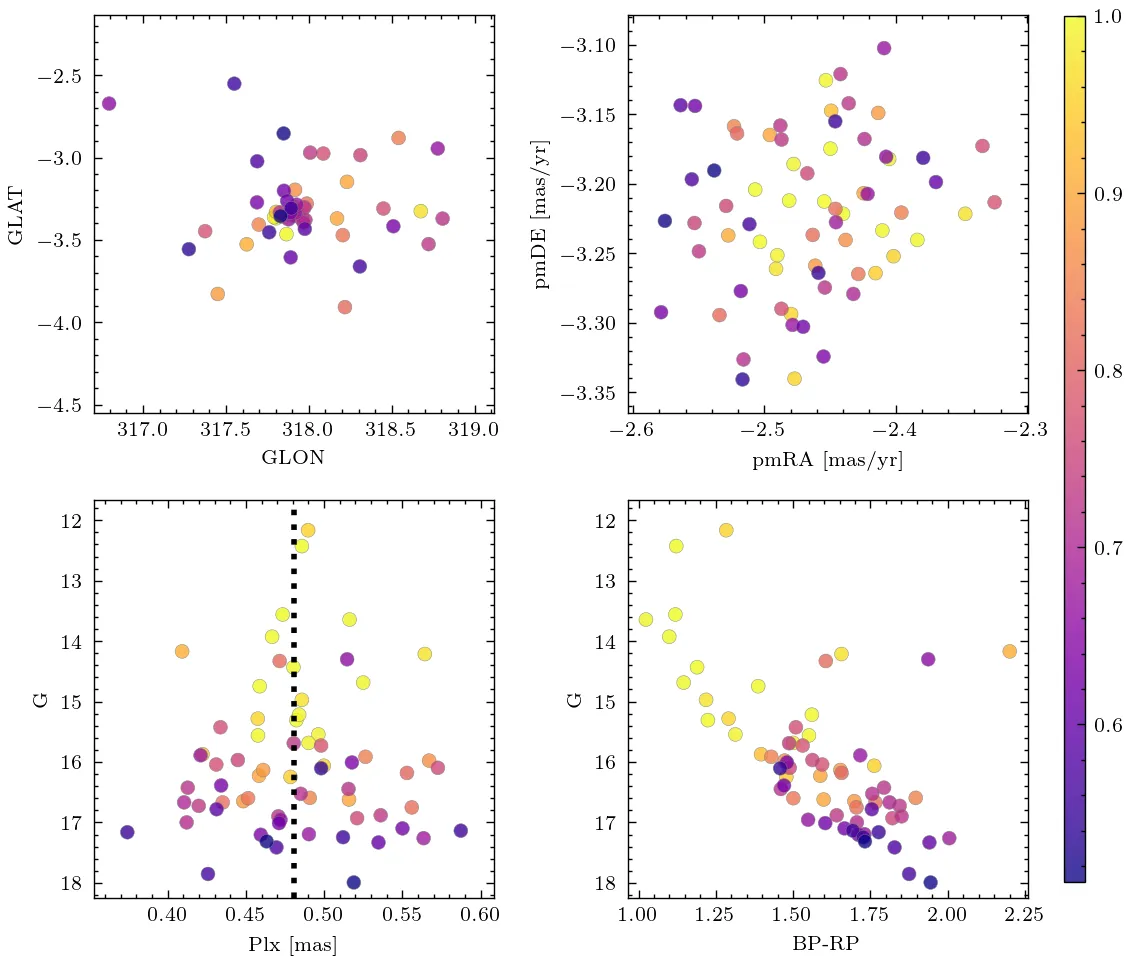 −2.5
−3.0
−3.5
−4.0
−4.5
GLAT
317.0 317.5 318.0 318.5 319.0
GLON
−3.10
−3.15
−3.20
−3.25
−3.30
−3.35
pmDE [mas/yr]
−2.6 −2.5 −2.4 −2.3
pmRA [mas/yr]
12
13
14
15
16
17
18
G
0.40 0.45 0.50 0.55 0.60
Plx [mas]
12
13
14
15
16
17
18
G
1.00 1.25 1.50 1.75 2.00 2.25
BP-RP
1.0
0.9
0.8
0.7
0.6